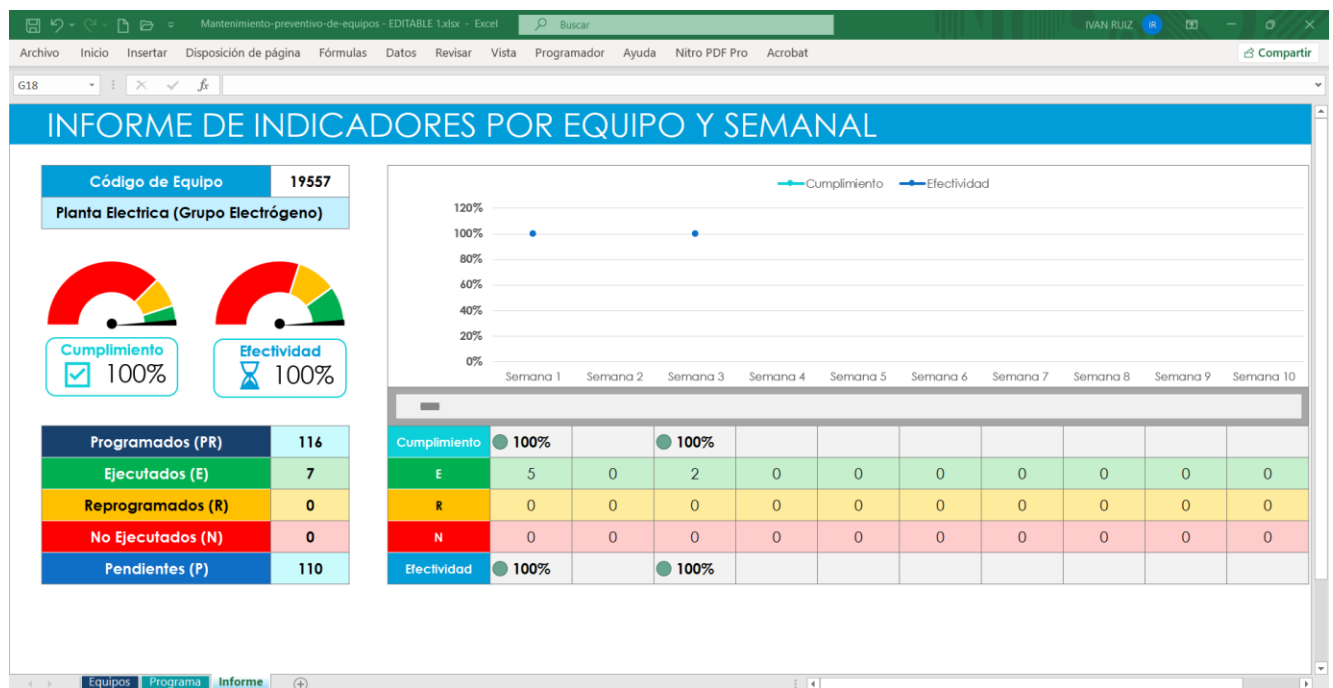 Mantenimiento-preventivo-de-equipos - EDITABLE 1.xlsx - Excel
Buscar
IVAN RUIZ
IR
Archivo Inicio Insertar Disposición de página Fórmulas Datos Revisar Vista Programador Ayuda Nitro PDF Pro Acrobat
Compartir
G18
fx
INFORME DE INDICADORES POR EQUIPO Y SEMANAL
Código de Equipo 19557
Planta Electrica (Grupo Electrógeno)
Cumplimiento
100%
Efectividad
100%
Cumplimiento Efectividad
120%
100%
80%
60%
40%
20%
0%
Semana 1 Semana 2 Semana 3 Semana 4 Semana 5 Semana 6 Semana 7 Semana 8 Semana 9 Semana 10
Programados (PR) 116
Ejecutados (E) 7
Reprogramados (R) 0
No Ejecutados (N) 0
Pendientes (P) 110
Cumplimiento 100% 100%
E 5 0 2 0 0 0 0 0 0 0
R 0 0 0 0 0 0 0 0 0 0
N 0 0 0 0 0 0 0 0 0 0
Efectividad 100% 100%
Equipos Programa Informe